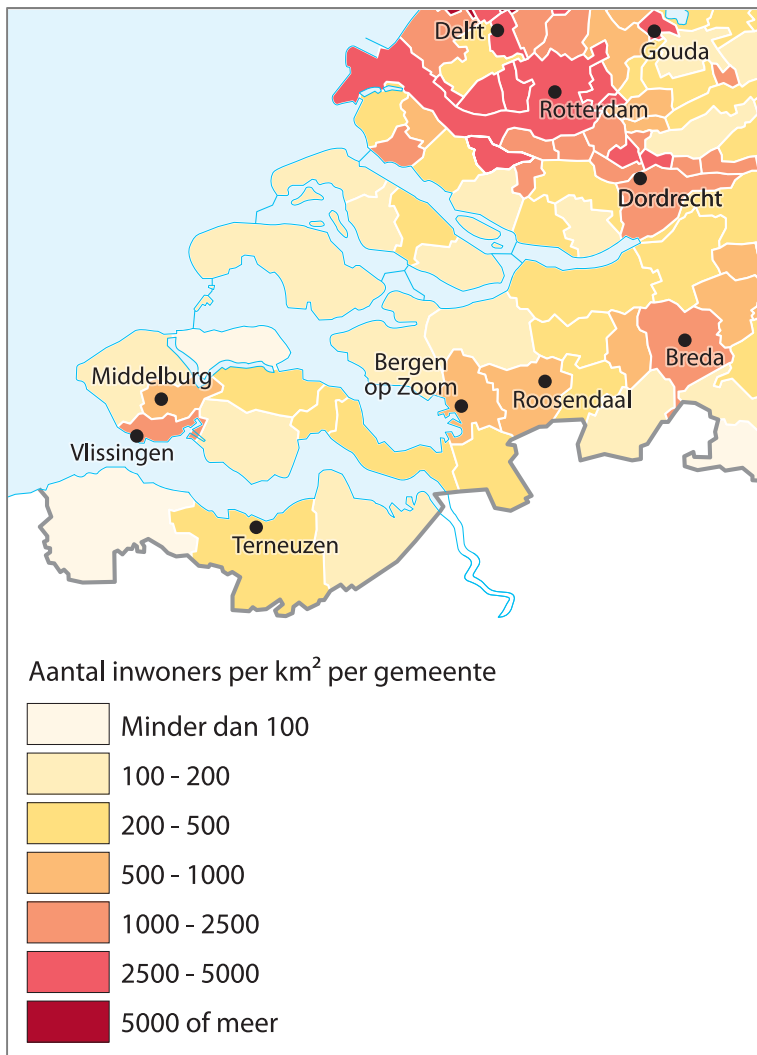 Delft
Gouda
Rotterdam
Dordrecht
Breda
Bergen
op Zoom
Roosendaal
Middelburg
Vlissingen
Terneuzen
Aantal inwoners per km² per gemeente
Minder dan 100
100 - 200
200 - 500
500 - 1000
1000 - 2500
2500 - 5000
5000 of meer